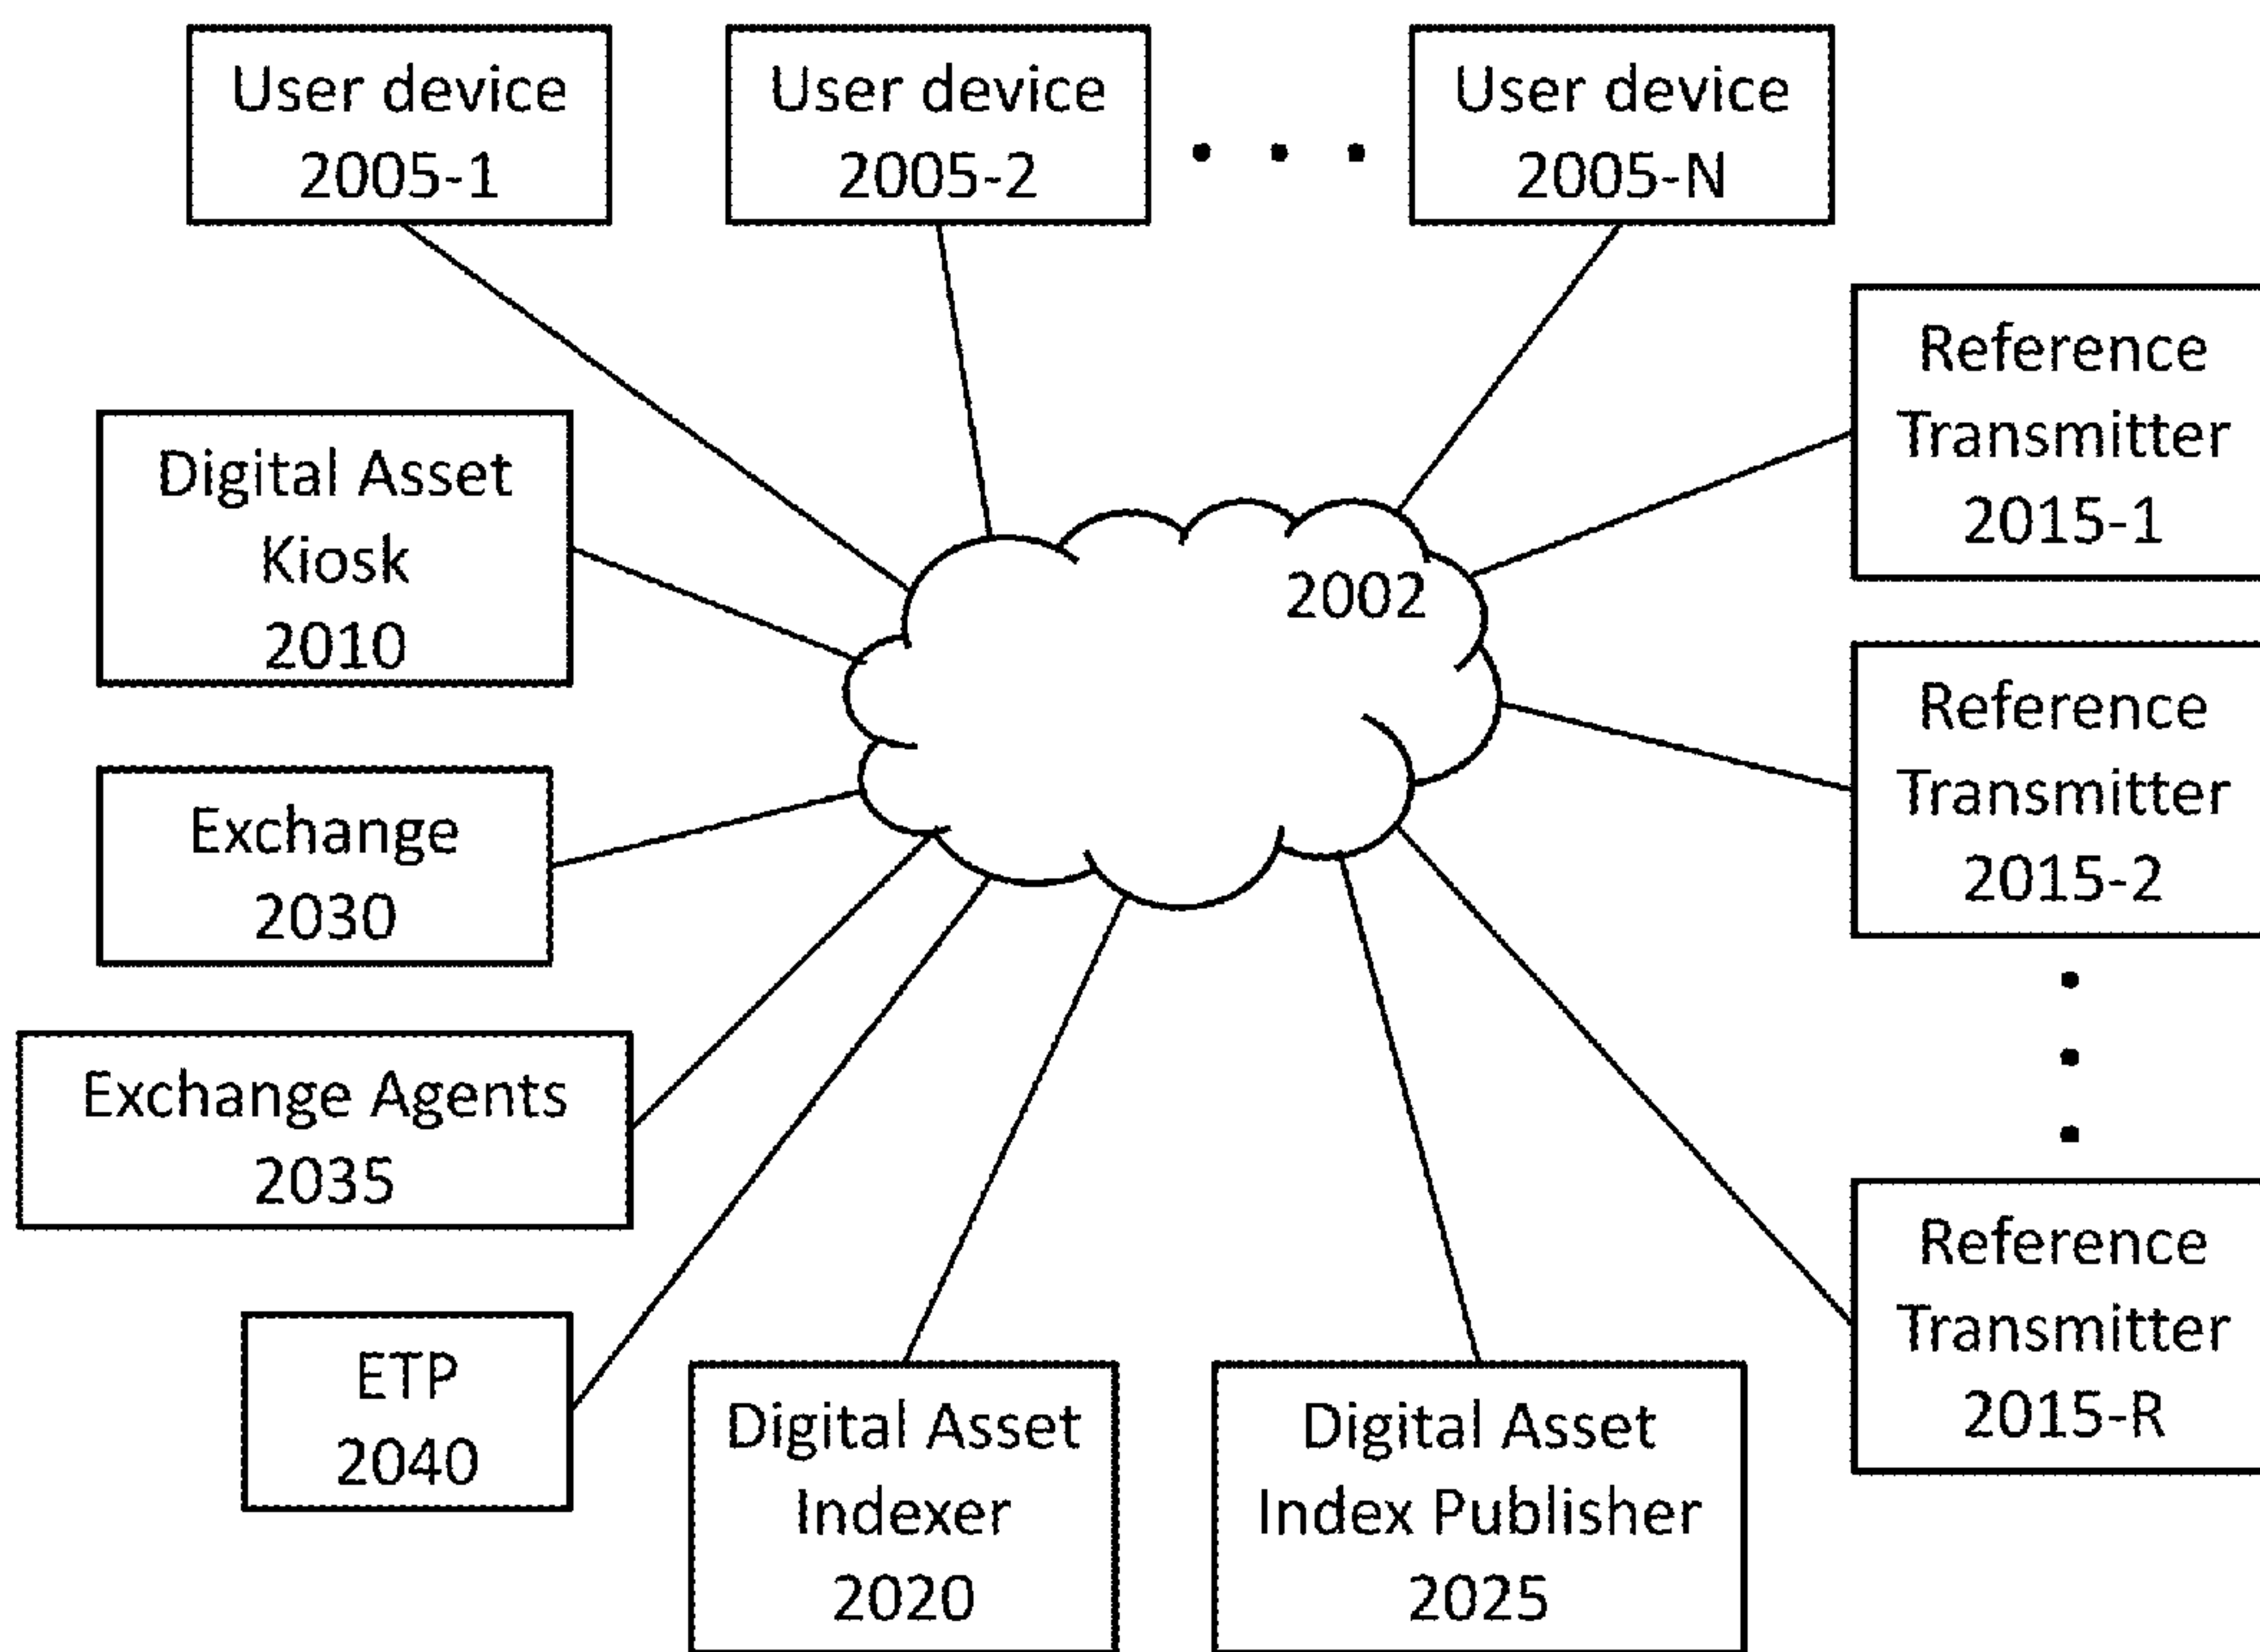 User device
2005-1
User device
2005-2
User device
2005-N
Reference
Transmitter
2015-1
Digital Asset
Kiosk
2010
2002
Reference
Transmitter
2015-2
Exchange
2030
Exchange Agents
2035
Reference
Transmitter
2015-R
ETP
2040
Digital Asset
Indexer
2020
Digital Asset
Index Publisher
2025